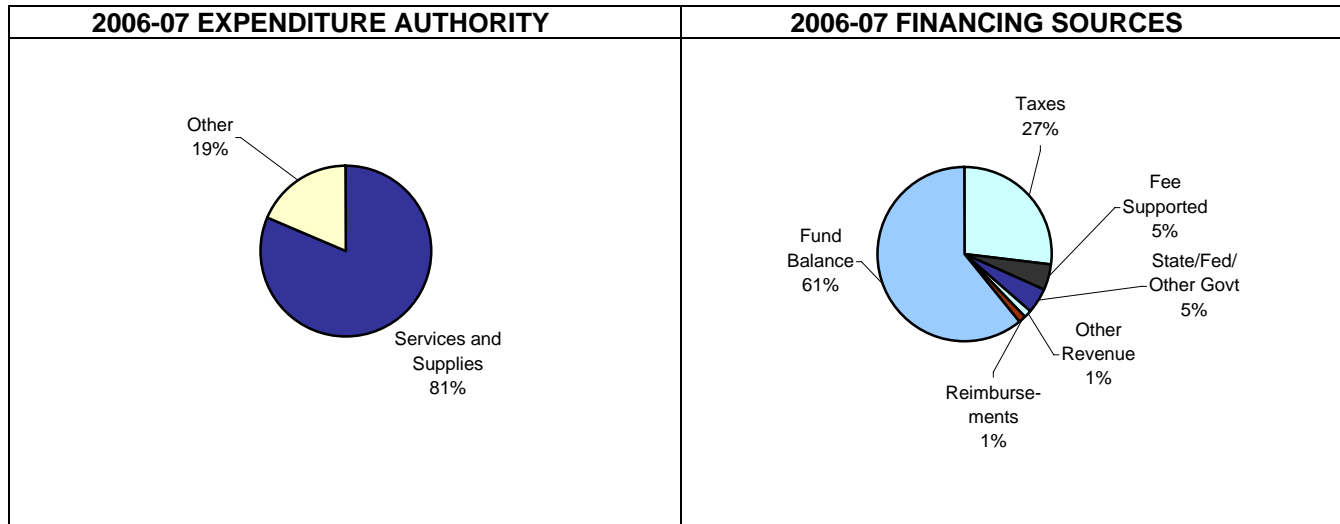 2006-07 EXPENDITURE AUTHORITY
Other
19%
Services and
Supplies
81%
2006-07 FINANCING SOURCES
Taxes
27%
Fee
Supported
5%
State/Fed/
Other Govt
5%
Other
Revenue
1%
Reimburse-
ments
1%
Fund
Balance
61%